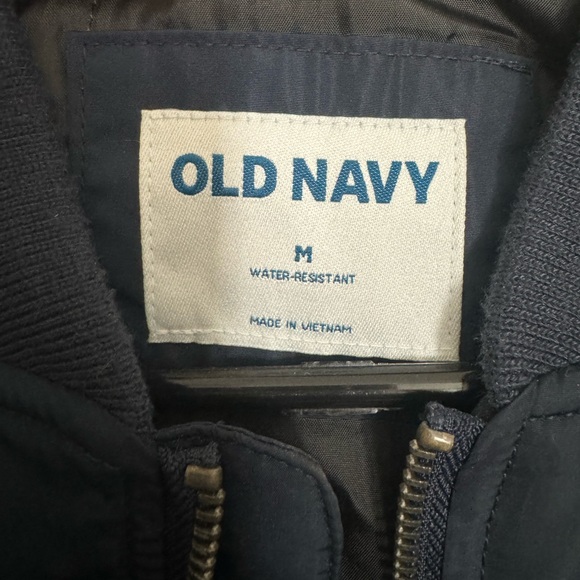 OLD NAVY
M
WATER-RESISTANT
MADE IN VIETNAM